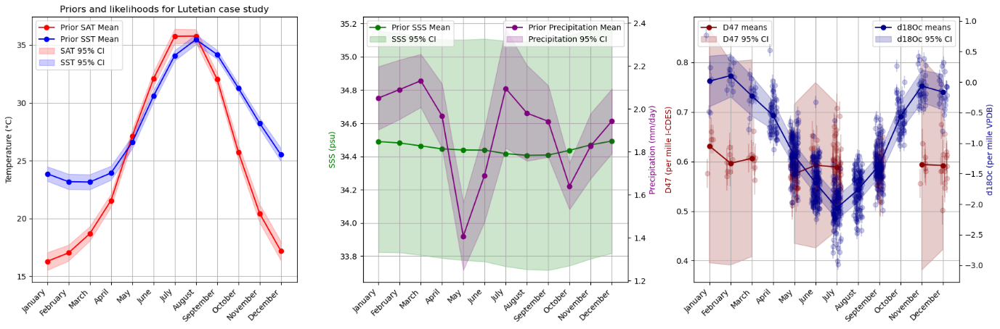 Priors and likelihoods for Lutetian case study
Temperature (°C)
35
30
25
20
15
Prior SAT Mean
Prior SST Mean
SAT 95% CI
SST 95% CI
January
February
March
April
May
June
July
August
September
October
November
December
SSS (psu)
35.2
35.0
34.8
34.6
34.4
34.2
34.0
33.8
Prior SSS Mean
SSS 95% CI
Prior Precipitation Mean
Precipitation 95% CI
2.4
2.2
2.0
1.8
1.6
1.4
1.2
Precipitation (mm/day)
January
February
March
April
May
June
July
August
September
October
November
December
D47 (per mille I-CDES)
0.8
0.7
0.6
0.5
0.4
D47 means
D47 95% CI
d18Oc means
d18Oc 95% CI
1.0
0.5
0.0
−0.5
−1.0
−1.5
−2.0
−2.5
−3.0
d18Oc (per mille VPDB)
January
February
March
April
May
June
July
August
September
October
November
December